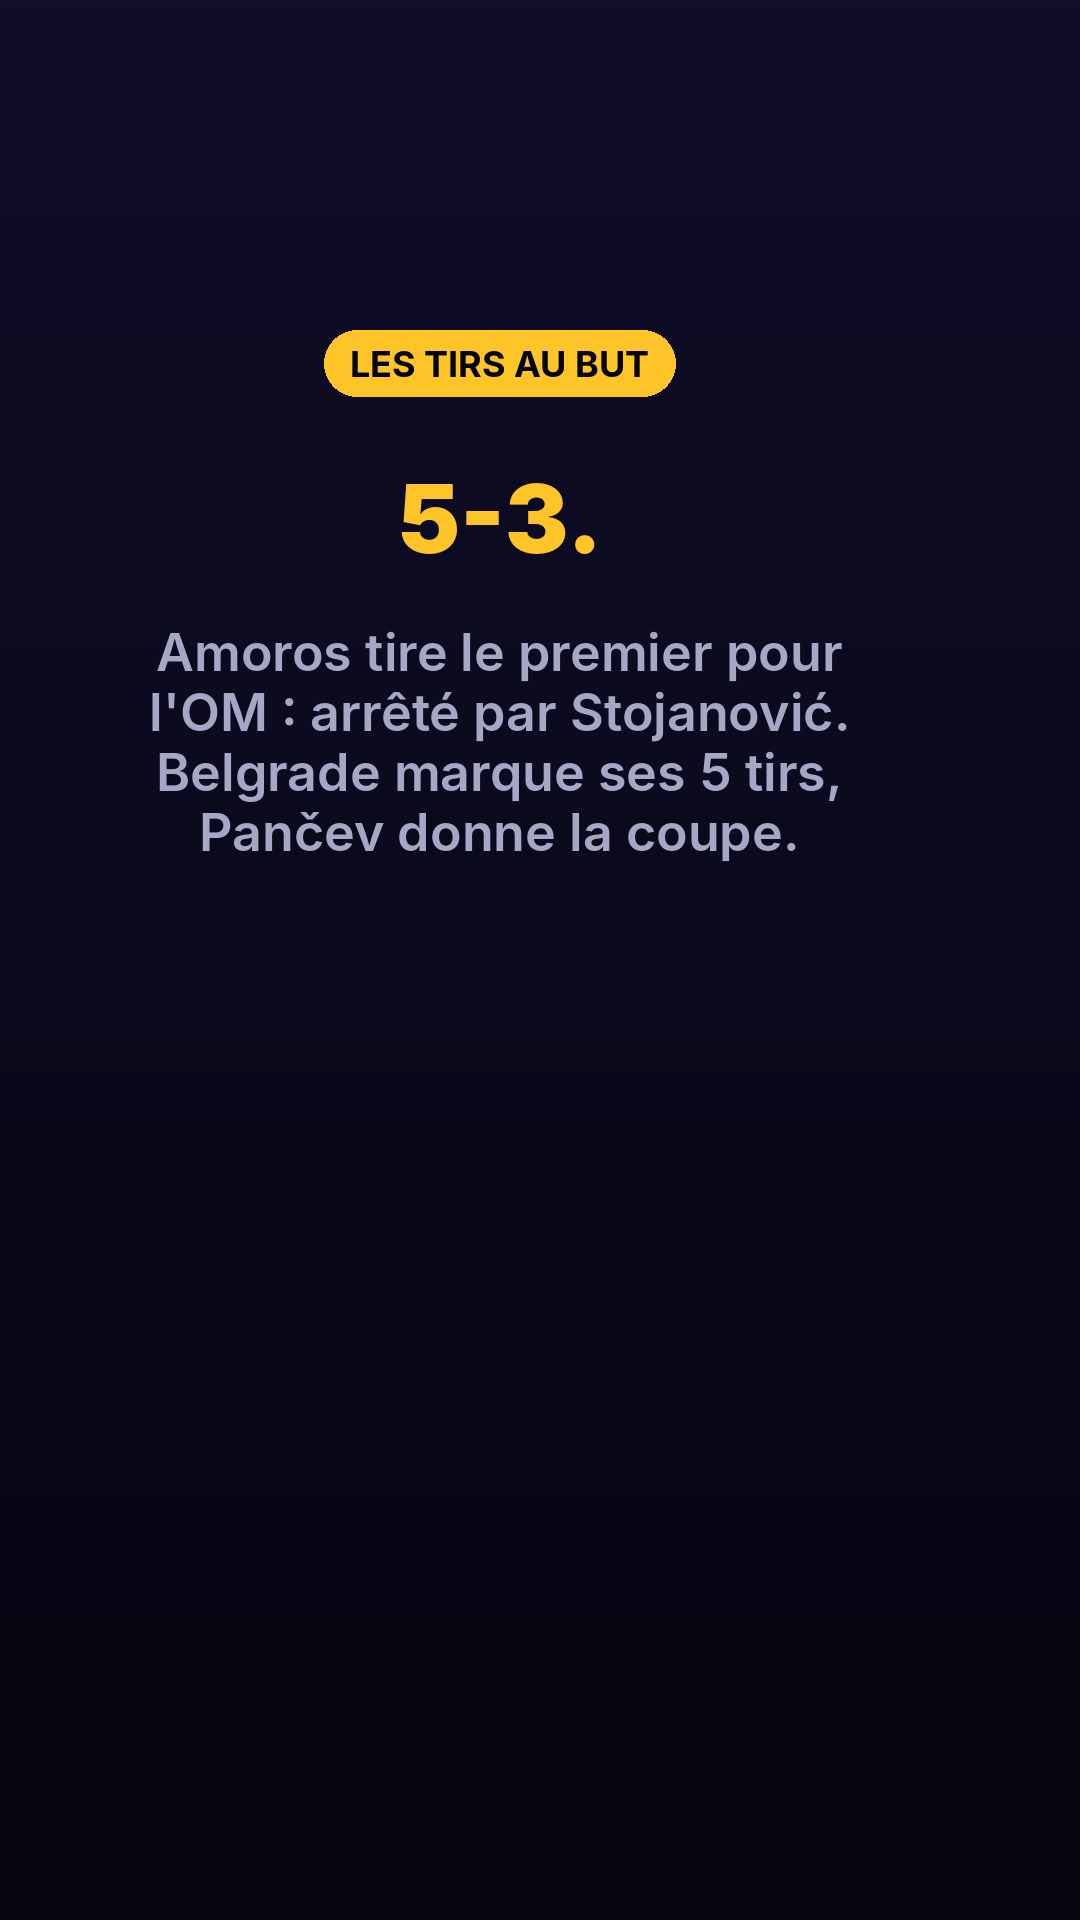 LES TIRS AU BUT
5-3.
Amoros tire le premier pour
l'OM : arrêté par Stojanović.
Belgrade marque ses 5 tirs,
Pančev donne la coupe.